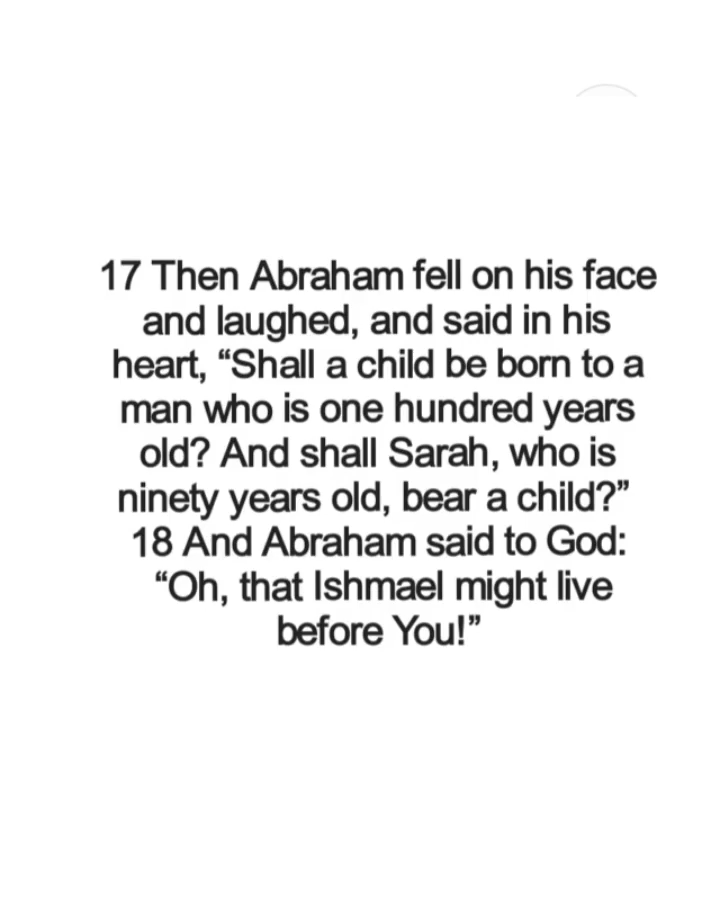 17 Then Abraham fell on his face
and laughed, and said in his
heart, “Shall a child be born to a
man who is one hundred years
old? And shall Sarah, who is
ninety years old, bear a child?”
18 And Abraham said to God:
“Oh, that Ishmael might live
before You!”